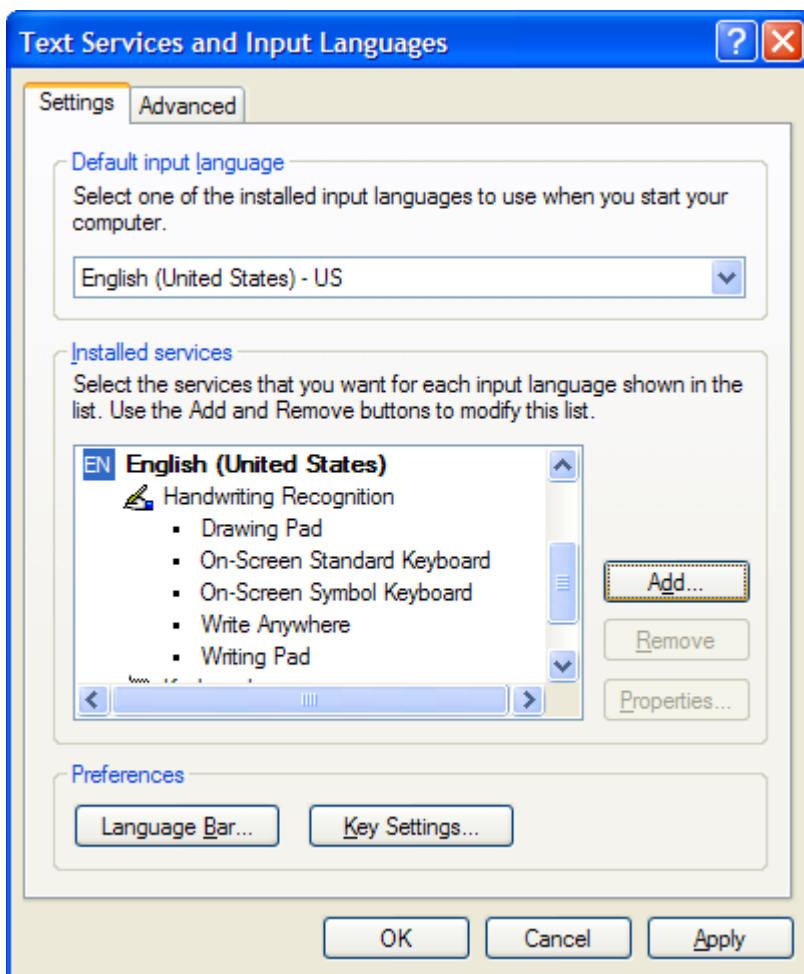 Text Services and Input Languages
Settings
Advanced
Default input language
Select one of the installed input languages to use when you start your
computer.
English (United States) - US
Installed services
Select the services that you want for each input language shown in the
list. Use the Add and Remove buttons to modify this list.
EN English (United States)
Handwriting Recognition
Drawing Pad
On-Screen Standard Keyboard
On-Screen Symbol Keyboard
Write Anywhere
Writing Pad
Add...
Remove
Properties...
Preferences
Language Bar...
Key Settings...
OK
Cancel
Apply